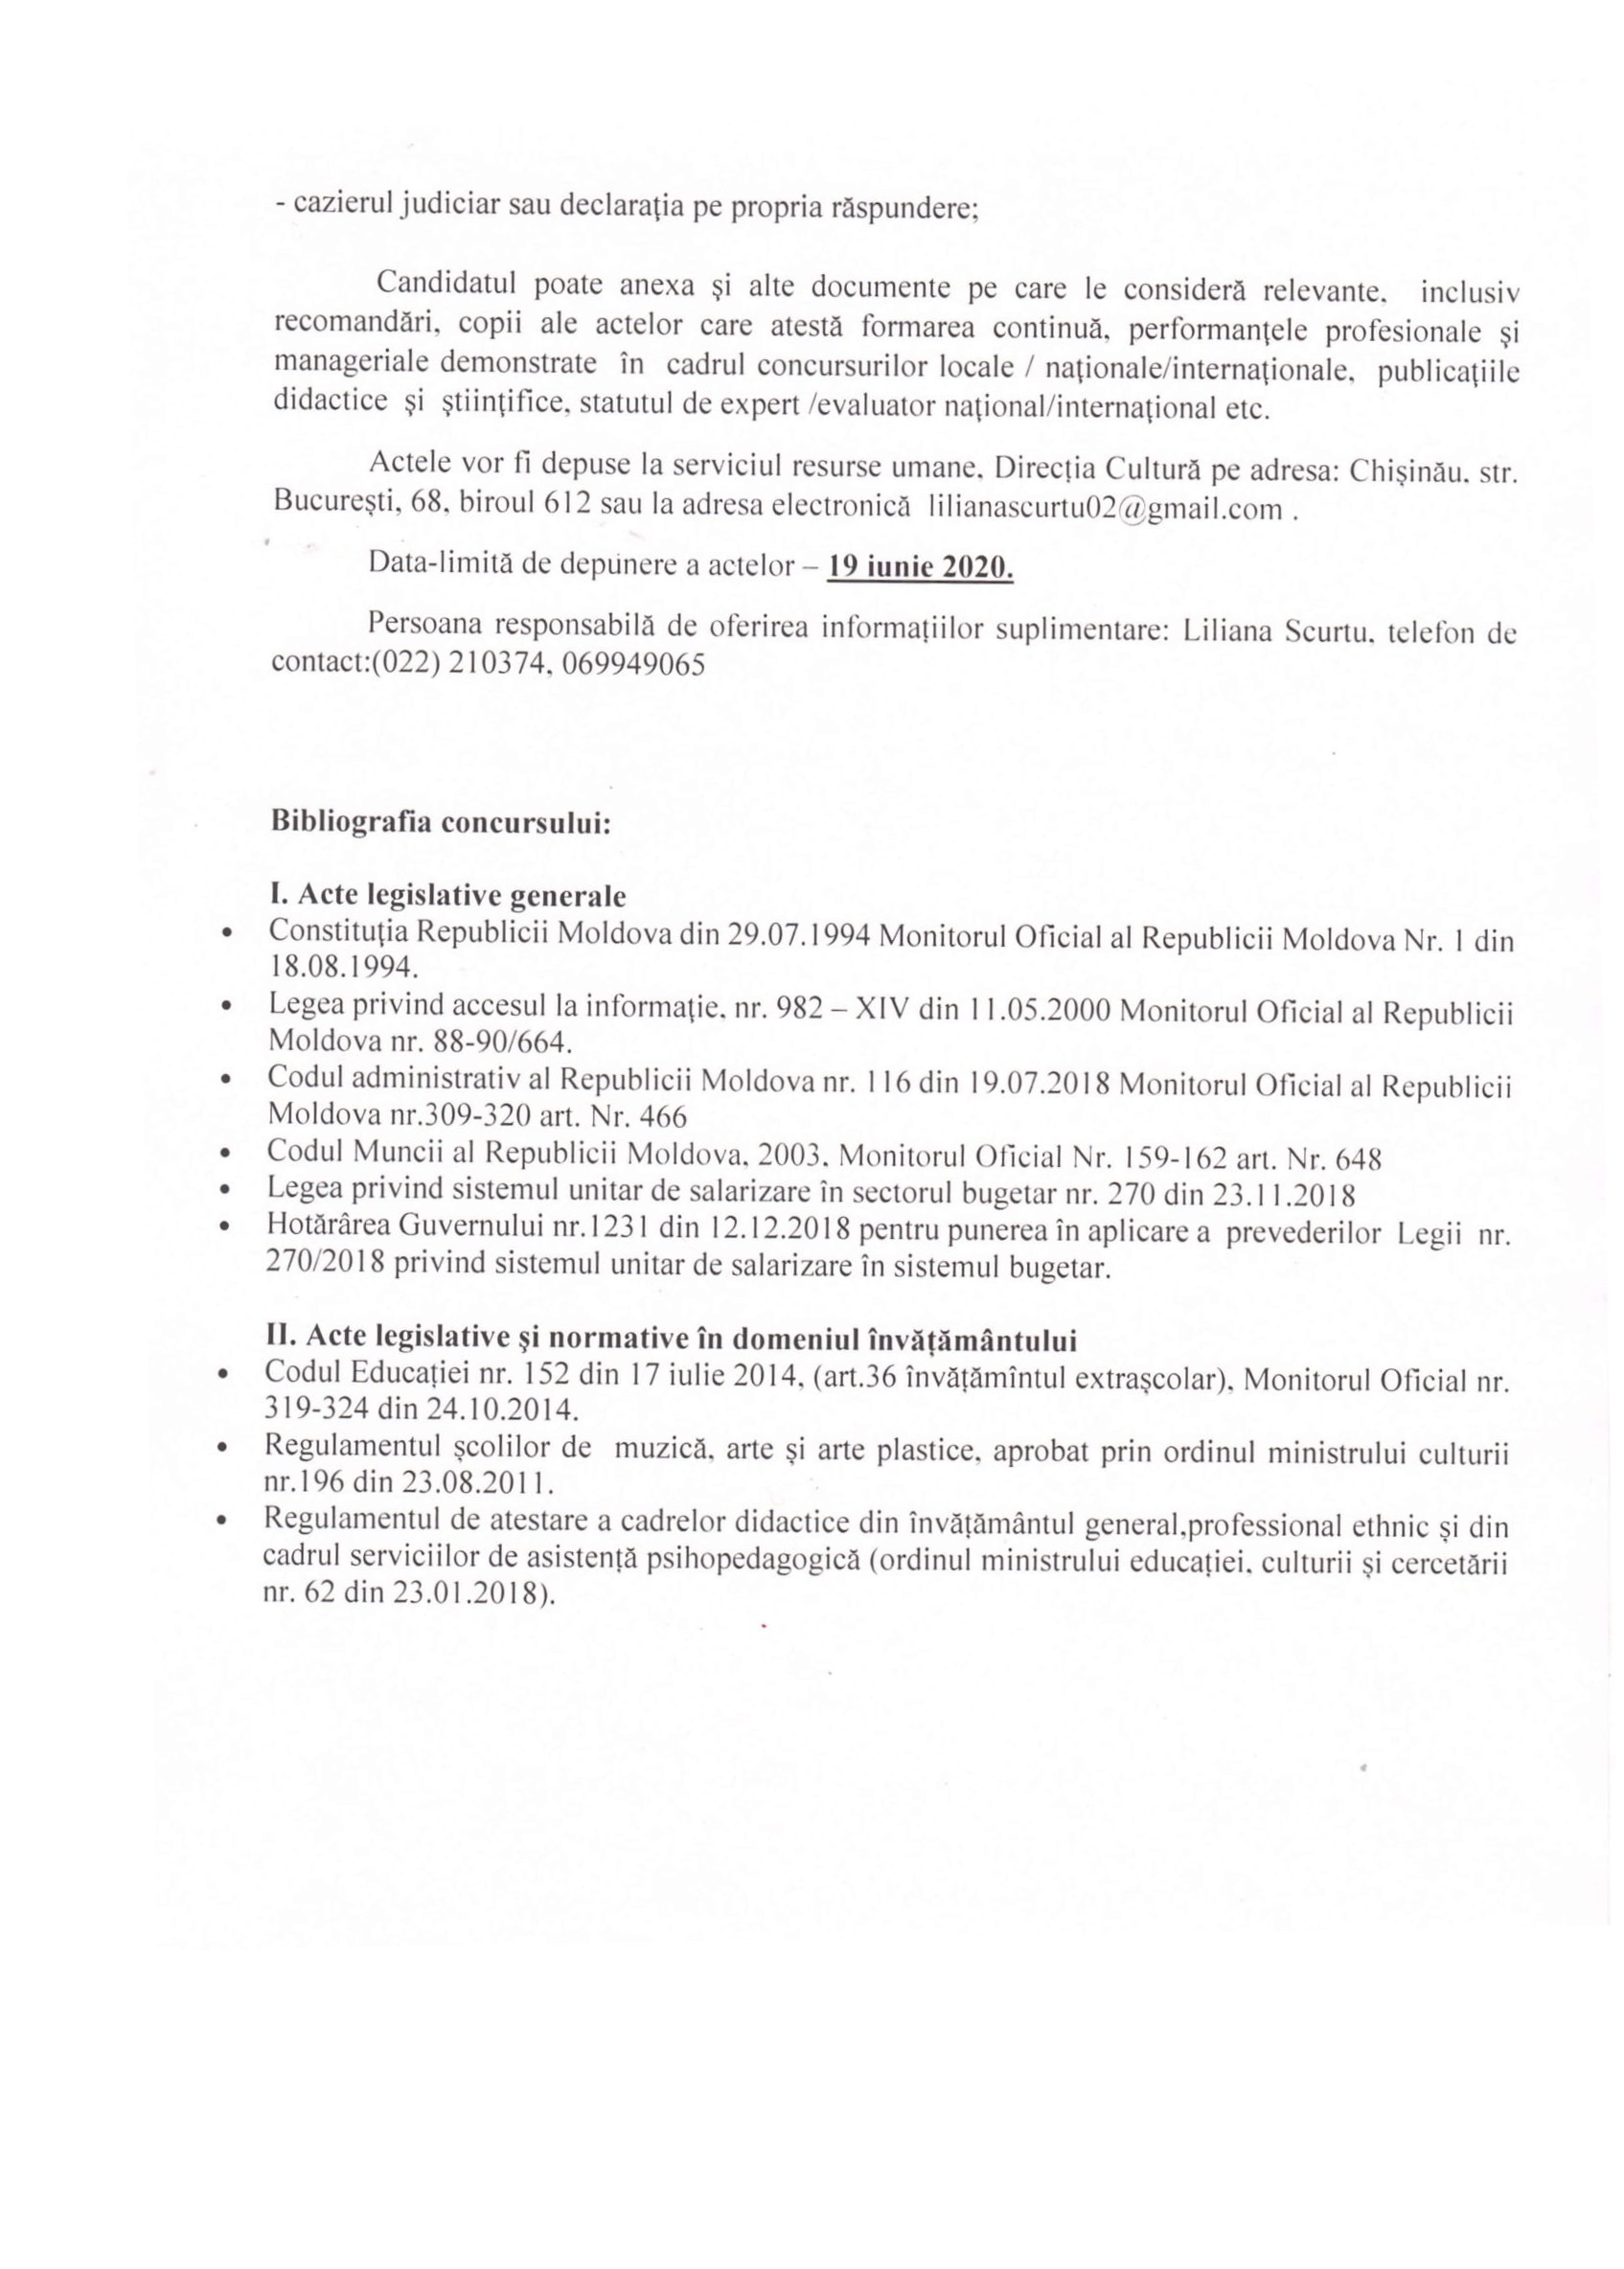 - cazierul judiciar sau declarația pe propria răspundere;
Candidatul poate anexa și alte documente pe care le consideră relevante, inclusiv
recomandări, copii ale actelor care atestă formarea continuă, performanțele profesionale și
manageriale demonstrate în cadrul concursurilor locale / naționale/internaționale, publicațiile
didactice și științifice, statutul de expert /evaluator național/internațional etc.
Actele vor fi depuse la serviciul resurse umane, Direcția Cultură pe adresa: Chișinău, str.
București, 68, biroul 612 sau la adresa electronică lilianascurtu02@gmail.com .
Data-limită de depunere a actelor – 19 iunie 2020.
Persoana responsabilă de oferirea informațiilor suplimentare: Liliana Scurtu, telefon de
contact:(022) 210374, 069949065
Bibliografia concursului:
I. Acte legislative generale
• Constituția Republicii Moldova din 29.07.1994 Monitorul Oficial al Republicii Moldova Nr. 1 din
18.08.1994.
• Legea privind accesul la informație, nr. 982 – XIV din 11.05.2000 Monitorul Oficial al Republicii
Moldova nr. 88-90/664.
• Codul administrativ al Republicii Moldova nr. 116 din 19.07.2018 Monitorul Oficial al Republicii
Moldova nr.309-320 art. Nr. 466
• Codul Muncii al Republicii Moldova, 2003, Monitorul Oficial Nr. 159-162 art. Nr. 648
• Legea privind sistemul unitar de salarizare în sectorul bugetar nr. 270 din 23.11.2018
• Hotărârea Guvernului nr.1231 din 12.12.2018 pentru punerea în aplicare a prevederilor Legii nr.
270/2018 privind sistemul unitar de salarizare în sistemul bugetar.
II. Acte legislative și normative în domeniul învățământului
• Codul Educației nr. 152 din 17 iulie 2014, (art.36 învățămîntul extrașcolar), Monitorul Oficial nr.
319-324 din 24.10.2014.
• Regulamentul școlilor de muzică, arte și arte plastice, aprobat prin ordinul ministrului culturii
nr.196 din 23.08.2011.
• Regulamentul de atestare a cadrelor didactice din învățământul general,professional ethnic și din
cadrul serviciilor de asistență psihopedagogică (ordinul ministrului educației, culturii și cercetării
nr. 62 din 23.01.2018).